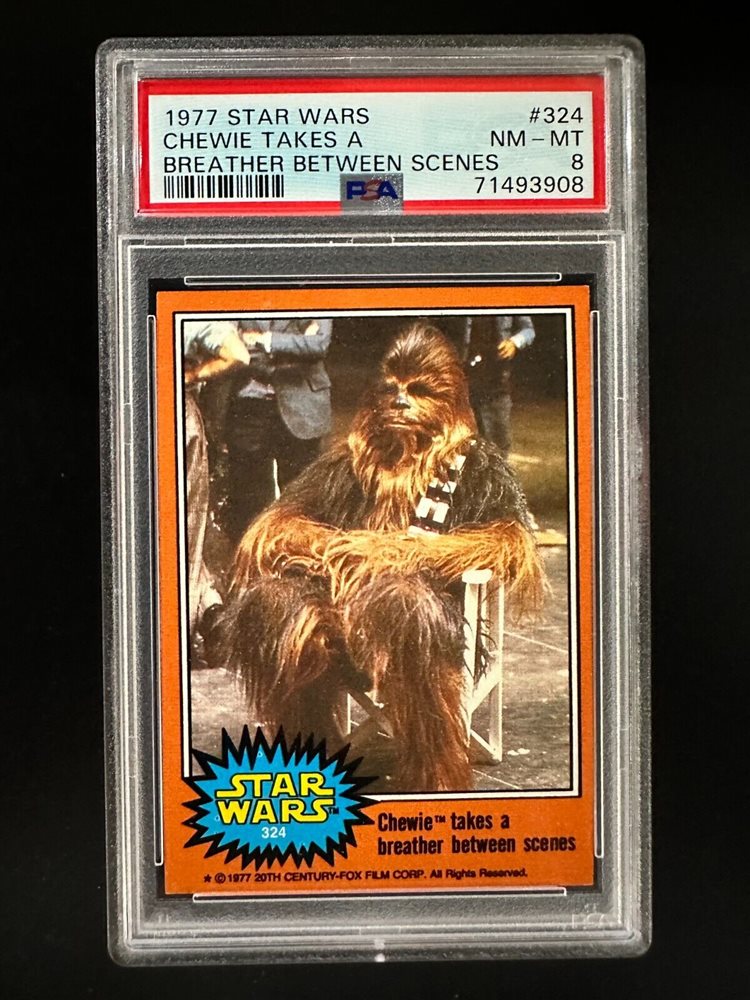 1977 STAR WARS #324
CHEWIE TAKES A NM - MT
BREATHER BETWEEN SCENES 8
PSA 71493908
STAR
WARS™
324
Chewie™ takes a
breather between scenes
* ©1977 20TH CENTURY-FOX FILM CORP. All Rights Reserved.